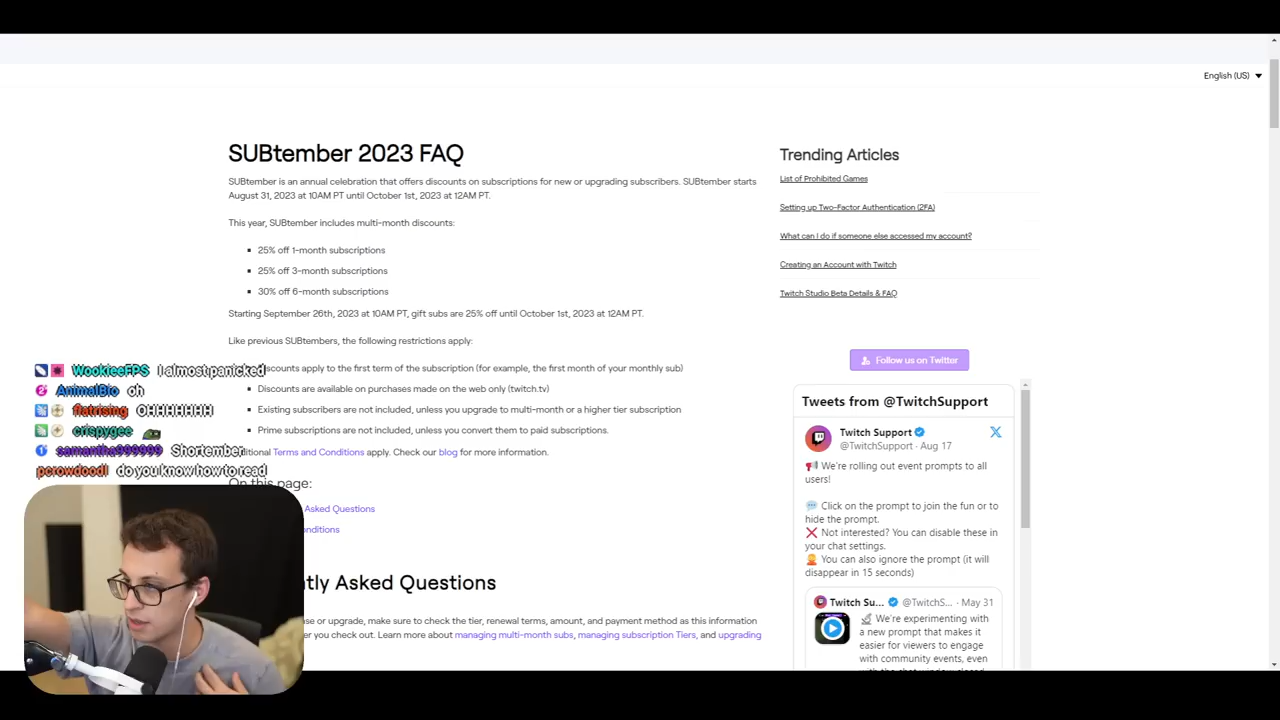 English (US)
SUBtember 2023 FAQ
SUBtember is an annual celebration that offers discounts on subscriptions for new or upgrading subscribers. SUBtember starts
August 31, 2023 at 10AM PT until October 1st, 2023 at 12AM PT.
This year, SUBtember includes multi-month discounts:
25% off 1-month subscriptions
25% off 3-month subscriptions
30% off 6-month subscriptions
Starting September 26th, 2023 at 10AM PT, gift subs are 25% off until October 1st, 2023 at 12AM PT.
Like previous SUBtembers, the following restrictions apply:
scounts apply to the first term of the subscription (for example, the first month of your monthly sub)
Discounts are available on purchases made on the web only (twitch.tv)
Existing subscribers are not included, unless you upgrade to multi-month or a higher tier subscription
Prime subscriptions are not included, unless you convert them to paid subscriptions.
ditional Terms and Conditions apply. Check our blog for more information.
On this page:
Asked Questions
onditions
ntly Asked Questions
se or upgrade, make sure to check the tier, renewal terms, amount, and payment method as this information
er you check out. Learn more about managing multi-month subs, managing subscription Tiers, and upgrading
WookieeFPS I almost panicked
AnimalBio oh
flatrising OHHHHHHH
crispygee
samantha999999 Shortember
pcrowdoodl do you know how to read
Trending Articles
List of Prohibited Games
Setting up Two-Factor Authentication (2FA)
What can I do if someone else accessed my account?
Creating an Account with Twitch
Twitch Studio Beta Details & FAQ
Follow us on Twitter
Tweets from @TwitchSupport
Twitch Support
@TwitchSupport · Aug 17
We're rolling out event prompts to all
users!
Click on the prompt to join the fun or to
hide the prompt.
Not interested? You can disable these in
your chat settings.
You can also ignore the prompt (it will
disappear in 15 seconds)
Twitch Su... @TwitchS... · May 31
We're experimenting with
a new prompt that makes it
easier for viewers to engage
with community events, even
with the chat window closed